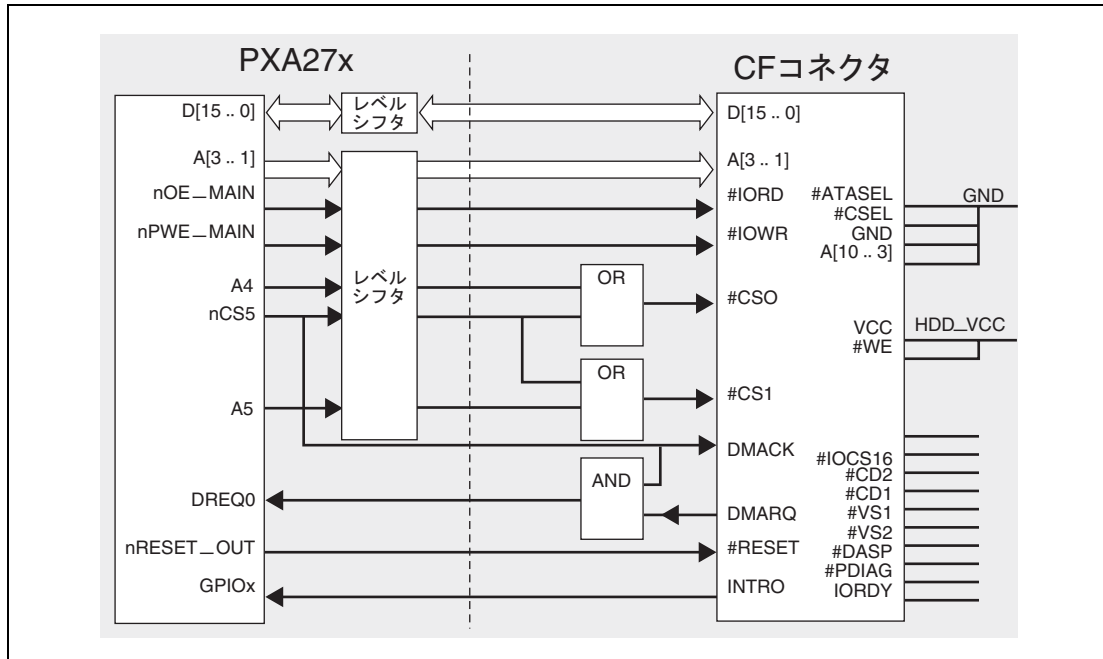 PXA27x
CFコネクタ
D[15 .. 0]
A[3 .. 1]
nOE_MAIN
nPWE_MAIN
A4
nCS5
A5
DREQ0
nRESET_OUT
GPIOx
レベル
シフタ
レベル
シフタ
OR
OR
AND
D[15 .. 0]
A[3 .. 1]
#IORD
#IOWR
#CSO
#CS1
DMACK
DMARQ
#RESET
INTRO
#ATASEL
#CSEL
GND
A[10 .. 3]
VCC
#WE
#IOCS16
#CD2
#CD1
#VS1
#VS2
#DASP
#PDIAG
IORDY
GND
HDD_VCC